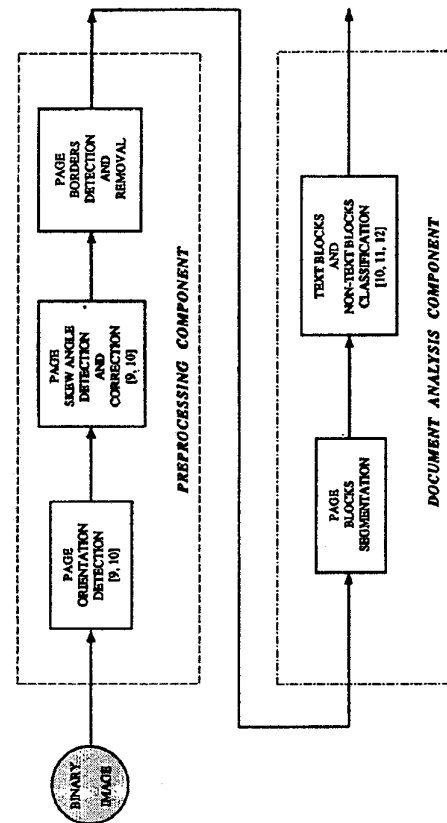 BINARY
IMAGE
PAGE
ORIENTATION
DETECTION
[9, 10]
PAGE
SKEW ANGLE
DETECTION
AND
CORRECTION
[9, 10]
PAGE
BORDERS
DETECTION
AND
REMOVAL
PREPROCESSING COMPONENT
PAGE
BLOCKS
SEGMENTATION
TEXT BLOCKS
AND
NON-TEXT BLOCKS
CLASSIFICATION
[10, 11, 12]
DOCUMENT ANALYSIS COMPONENT